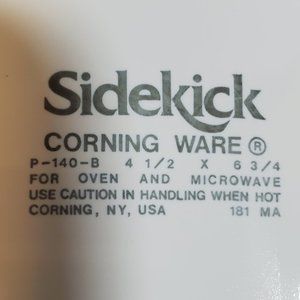 Sidekick
CORNING WARE®
P-140-B 4 1/2 X 6 3/4
FOR OVEN AND MICROWAVE
USE CAUTION IN HANDLING WHEN HOT
CORNING, NY, USA 181 MA